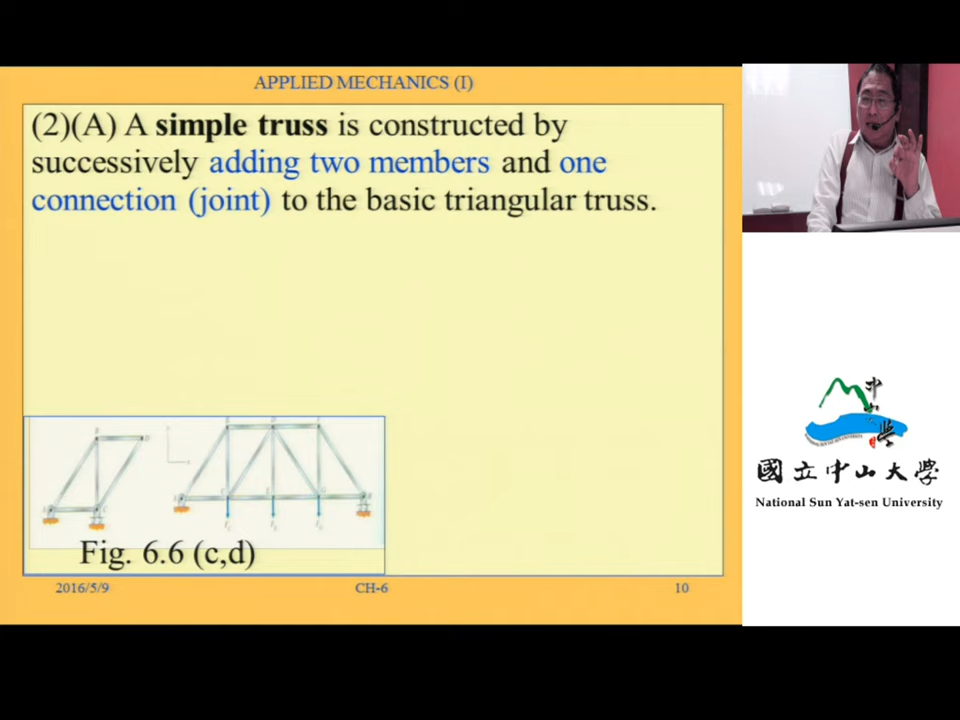 APPLIED MECHANICS (I)
(2)(A) A simple truss is constructed by
successively adding two members and one
connection (joint) to the basic triangular truss.
Fig. 6.6 (c,d)
2016/5/9
CH-6
10
國立中山大學
National Sun Yat-sen University